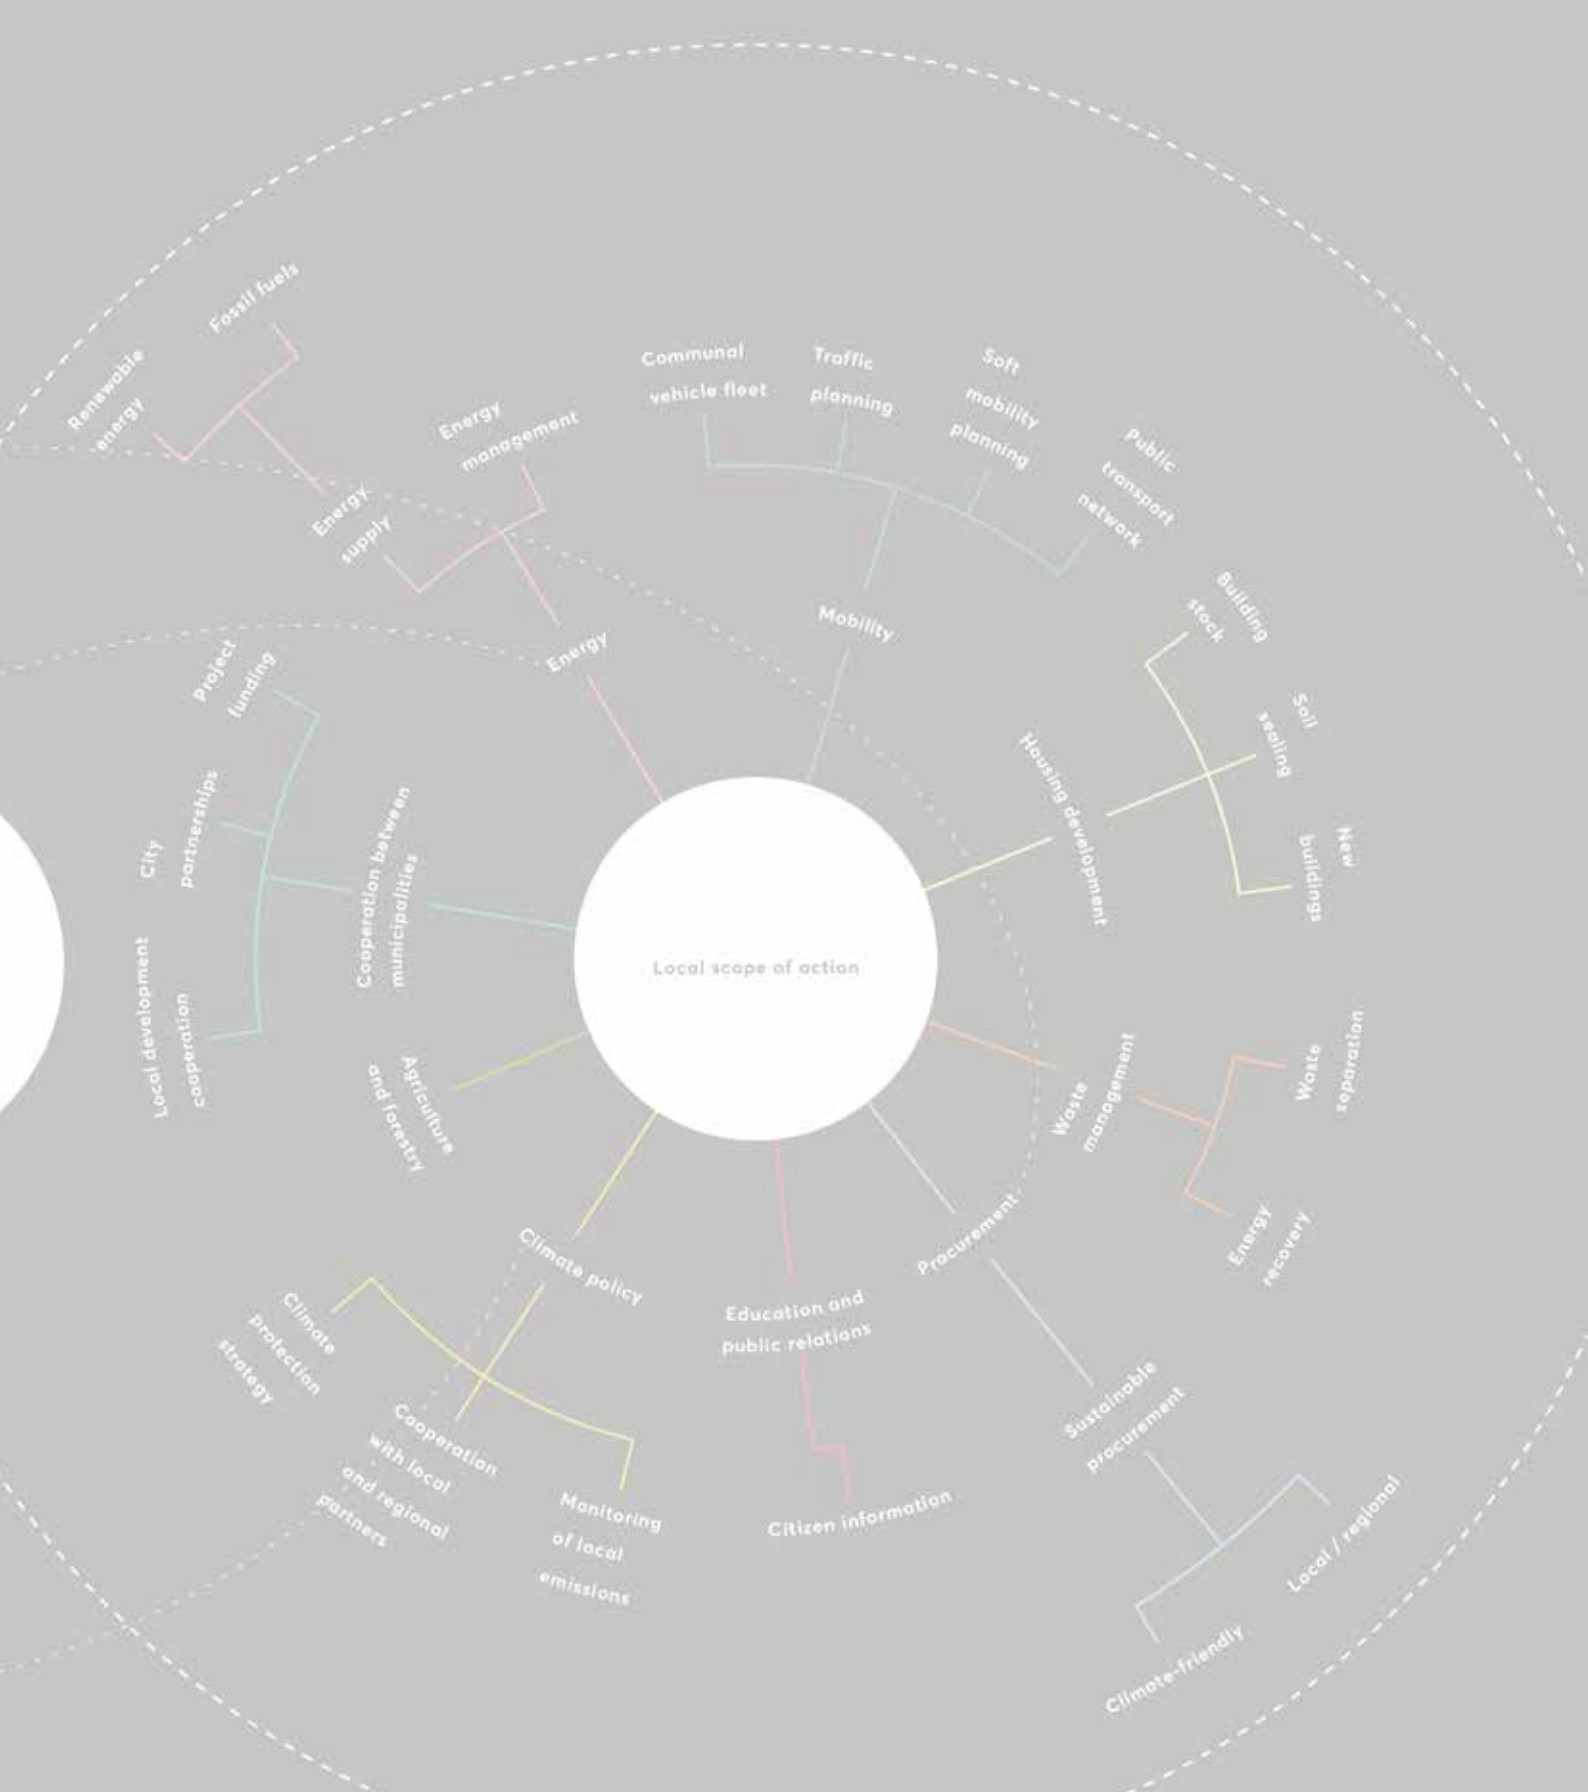 Fossil fuels
Renewable
energy
Energy
supply
Energy
management
Energy
Communal
vehicle fleet
Traffic
planning
Soft
mobility
planning
Public
transport
network
Mobility
Building
stock
Soil
sealing
New
buildings
Housing development
Project
funding
City
partnerships
Local development
cooperation
Cooperation between
municipalities
Local scope of action
Agriculture
and forestry
Waste
management
Waste
separation
Energy
recovery
Procurement
Sustainable
procurement
Local / regional
Climate-friendly
Education and
public relations
Citizen information
Climate policy
Climate
protection
strategy
Cooperation
with local
and regional
partners
Monitoring
of local
emissions